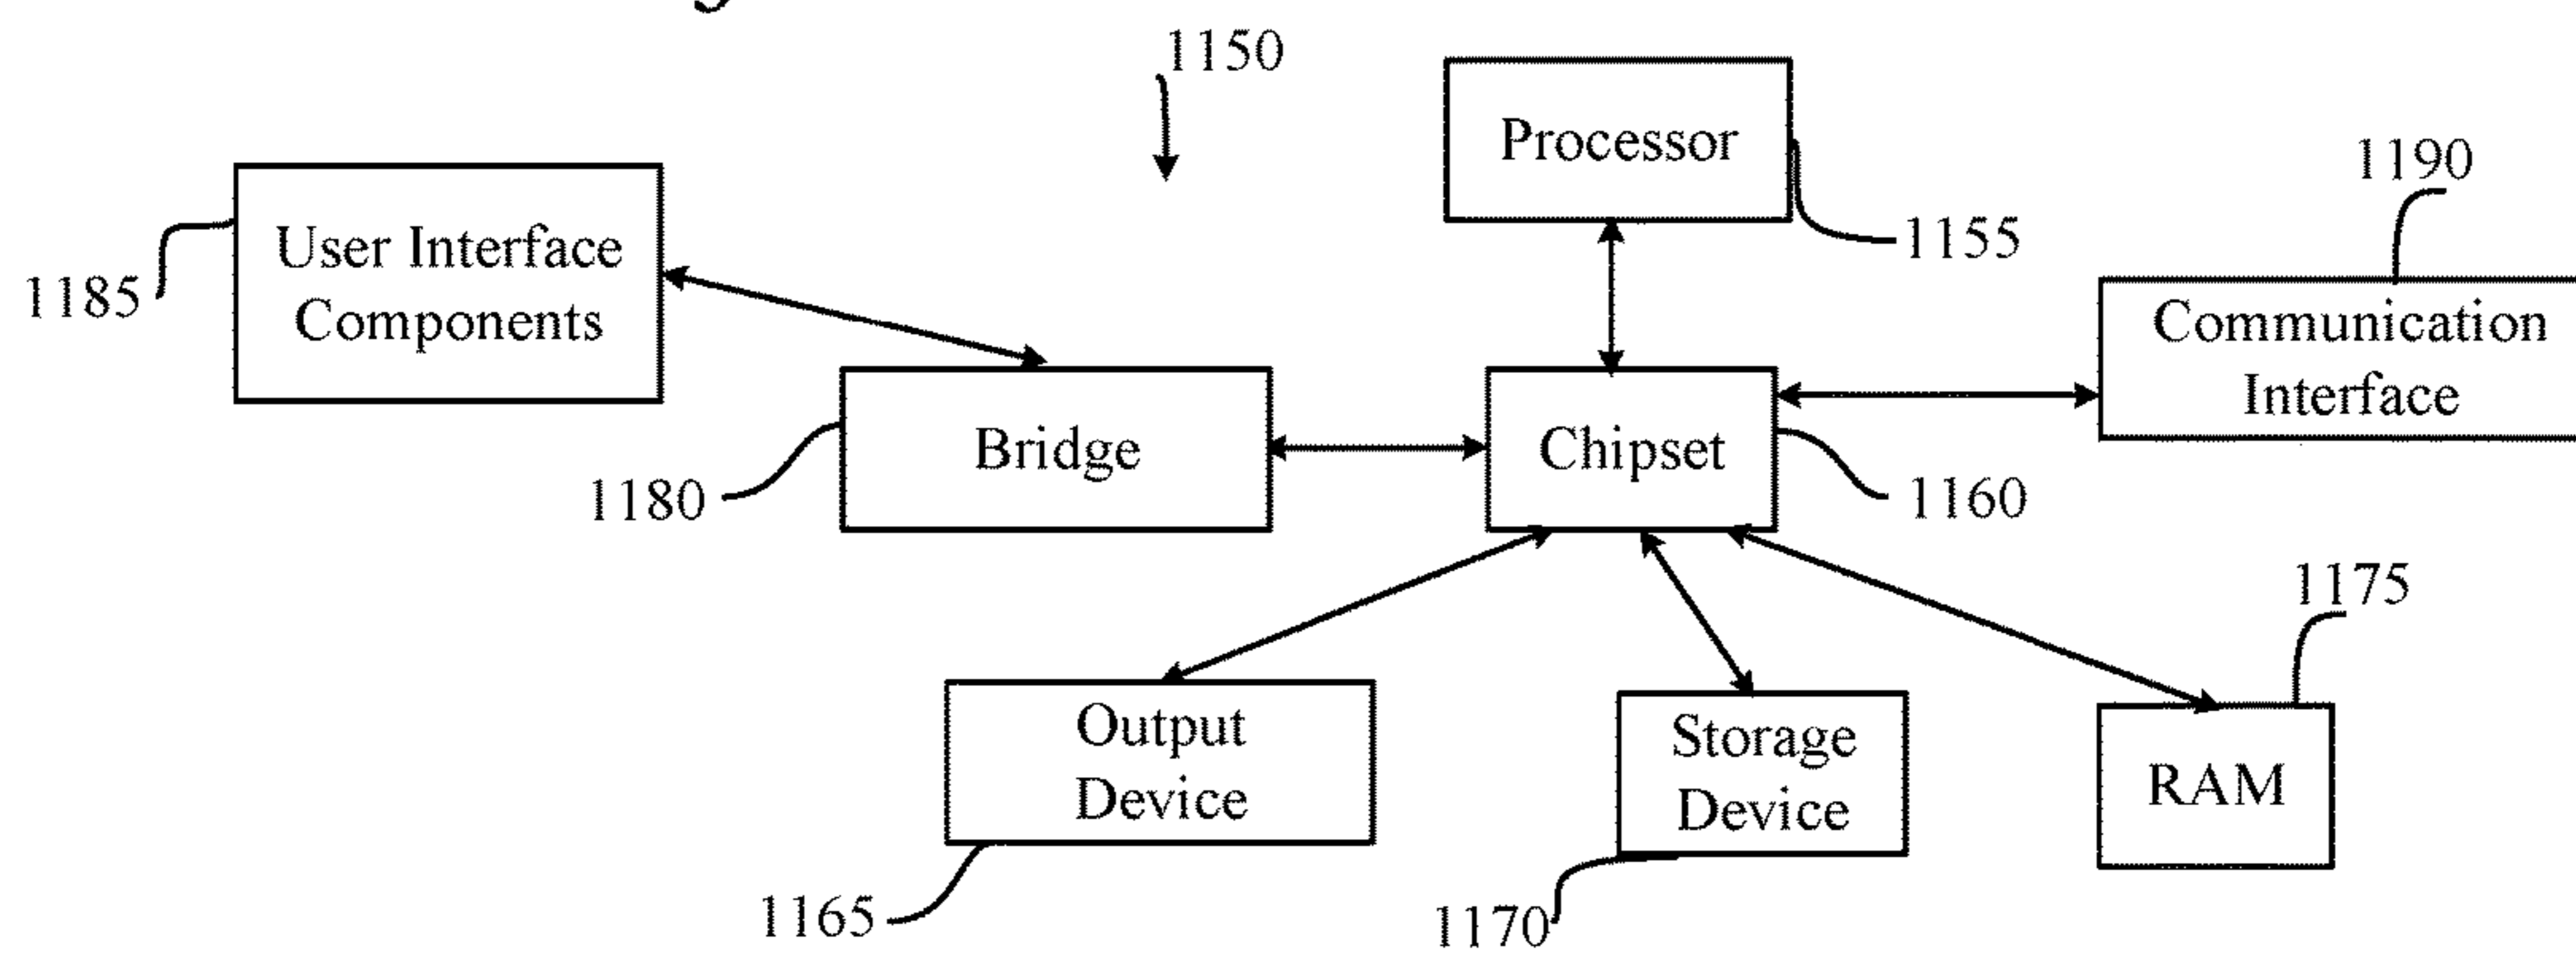 1150
Processor
1190
User Interface
Components
1155
1185
Communication
Interface
Bridge
Chipset
1180
1160
1175
Output
Device
Storage
Device
RAM
1165
1170